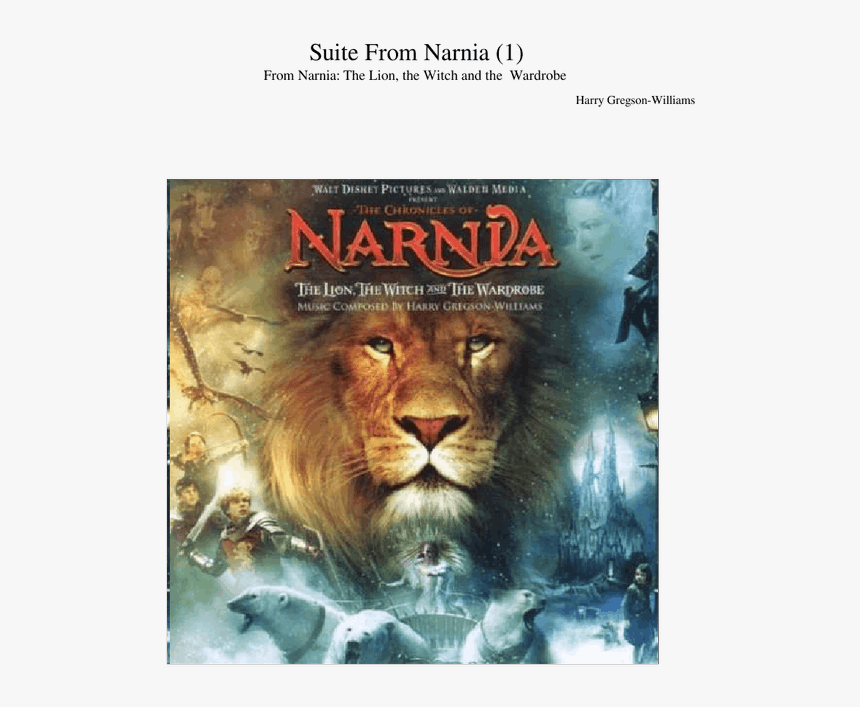 Suite From Narnia (1)
From Narnia: The Lion, the Witch and the Wardrobe
Harry Gregson-Williams
WALT DISNEY PICTURES AND WALDEN MEDIA
PRESENT
THE CHRONICLES OF
NARNIA
THE LION, THE WITCH AND THE WARDROBE
MUSIC COMPOSED BY HARRY GREGSON-WILLIAMS